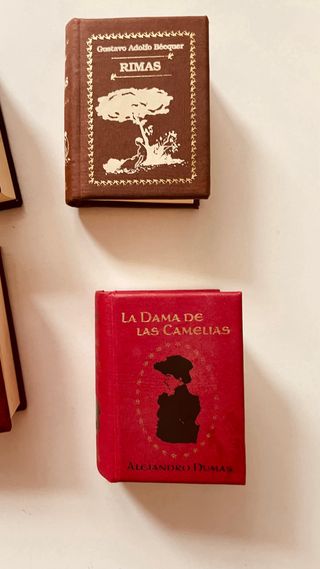 Gustavo Adolfo Bécquer
RIMAS
La Dama de
las Camelias
Alejandro Dumas